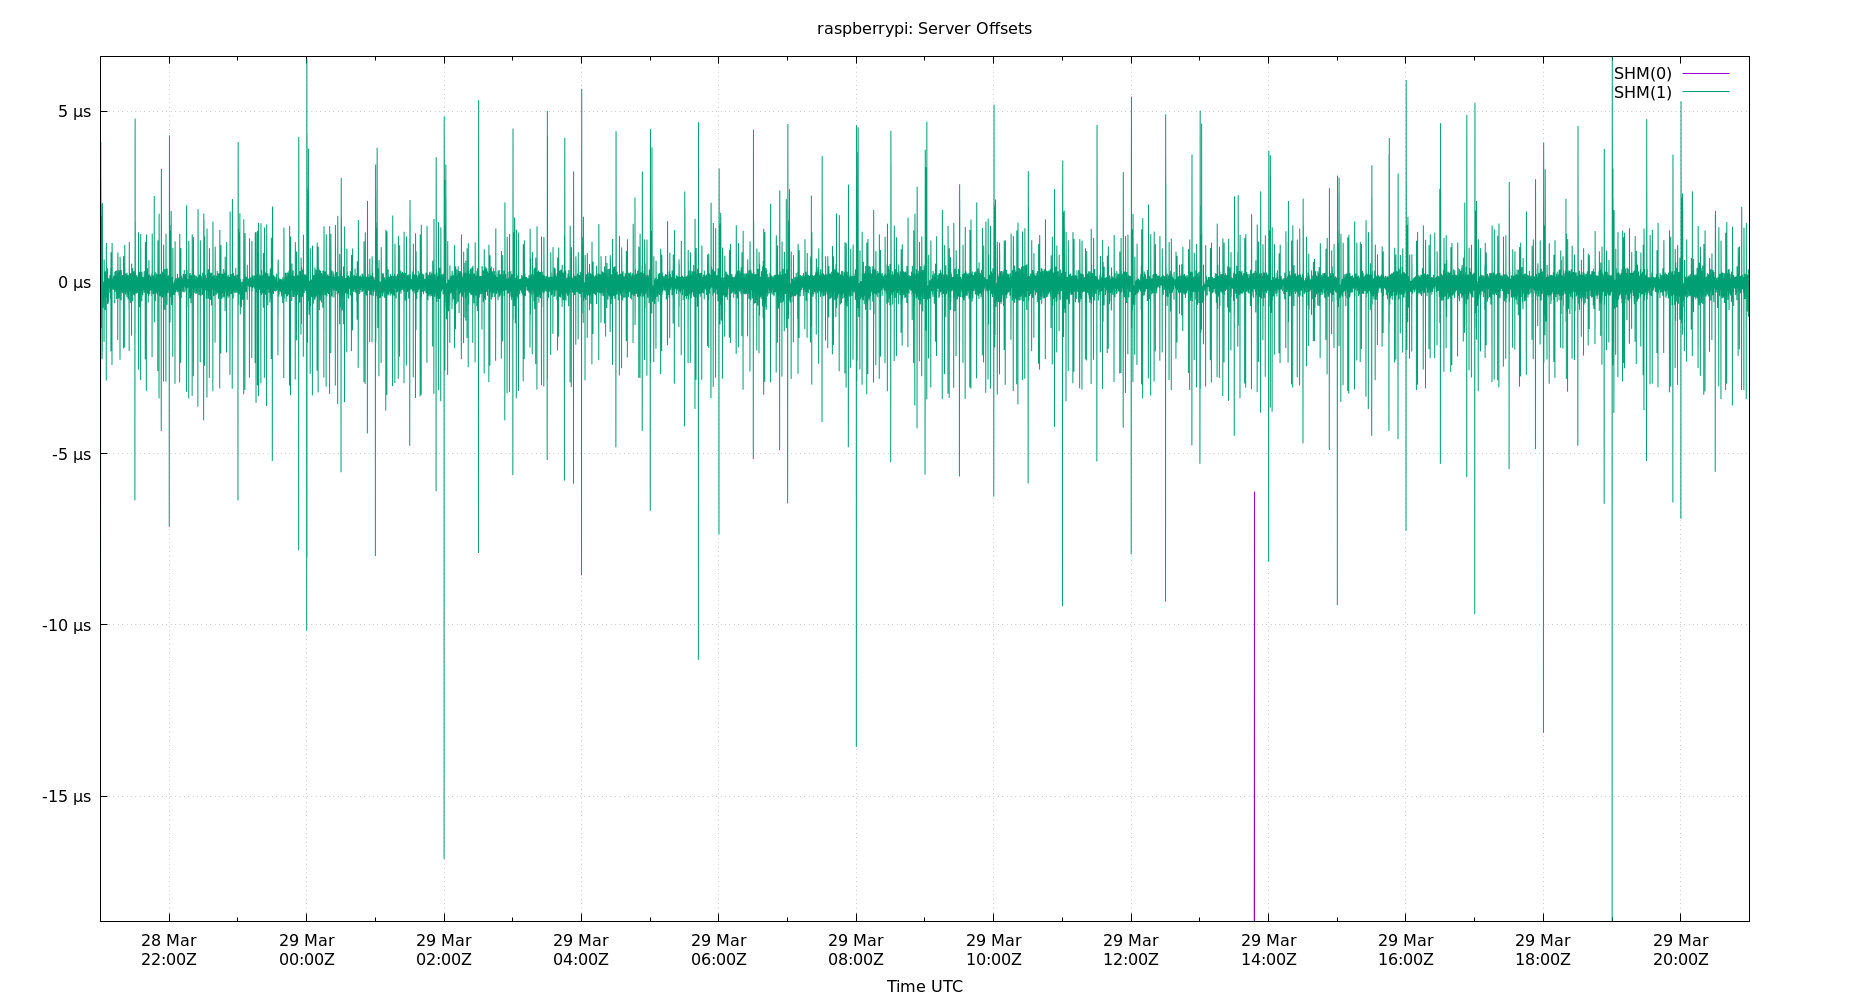 raspberrypi: Server Offsets
SHM(0)
SHM(1)
5 µs
0 µs
-5 µs
-10 µs
-15 µs
28 Mar 29 Mar 29 Mar 29 Mar 29 Mar 29 Mar 29 Mar 29 Mar 29 Mar 29 Mar 29 Mar 29 Mar
22:00Z 00:00Z 02:00Z 04:00Z 06:00Z 08:00Z 10:00Z 12:00Z 14:00Z 16:00Z 18:00Z 20:00Z
Time UTC